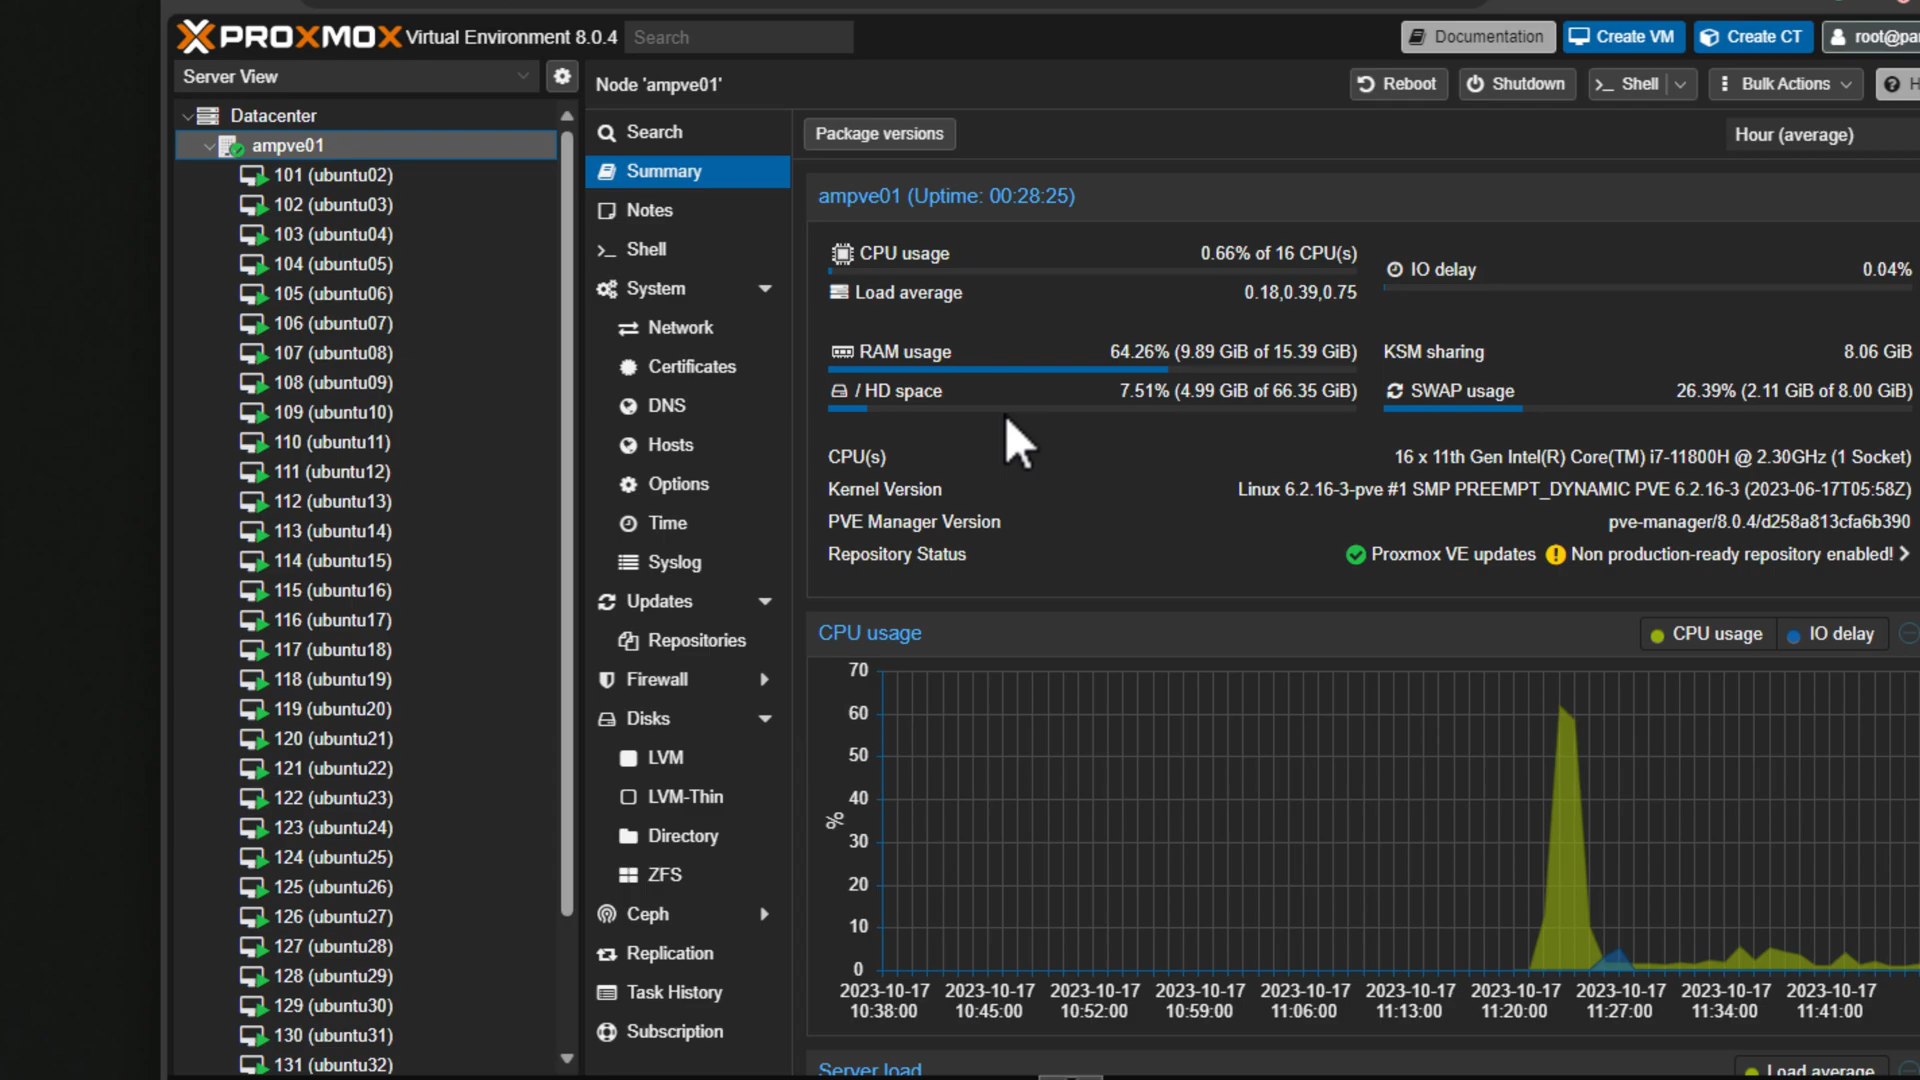 PROXMOX Virtual Environment 8.0.4 Search
Documentation Create VM Create CT root@pa
Server View
Node 'ampve01'
Reboot Shutdown Shell Bulk Actions H
Datacenter
ampve01
101 (ubuntu02)
102 (ubuntu03)
103 (ubuntu04)
104 (ubuntu05)
105 (ubuntu06)
106 (ubuntu07)
107 (ubuntu08)
108 (ubuntu09)
109 (ubuntu10)
110 (ubuntu11)
111 (ubuntu12)
112 (ubuntu13)
113 (ubuntu14)
114 (ubuntu15)
115 (ubuntu16)
116 (ubuntu17)
117 (ubuntu18)
118 (ubuntu19)
119 (ubuntu20)
120 (ubuntu21)
121 (ubuntu22)
122 (ubuntu23)
123 (ubuntu24)
124 (ubuntu25)
125 (ubuntu26)
126 (ubuntu27)
127 (ubuntu28)
128 (ubuntu29)
129 (ubuntu30)
130 (ubuntu31)
131 (ubuntu32)
Search
Summary
Notes
Shell
System
Network
Certificates
DNS
Hosts
Options
Time
Syslog
Updates
Repositories
Firewall
Disks
LVM
LVM-Thin
Directory
ZFS
Ceph
Replication
Task History
Subscription
Package versions
Hour (average)
ampve01 (Uptime: 00:28:25)
CPU usage 0.66% of 16 CPU(s)
IO delay 0.04%
Load average 0.18,0.39,0.75
RAM usage 64.26% (9.89 GiB of 15.39 GiB)
KSM sharing 8.06 GiB
/ HD space 7.51% (4.99 GiB of 66.35 GiB)
SWAP usage 26.39% (2.11 GiB of 8.00 GiB)
CPU(s) 16 x 11th Gen Intel(R) Core(TM) i7-11800H @ 2.30GHz (1 Socket)
Kernel Version Linux 6.2.16-3-pve #1 SMP PREEMPT_DYNAMIC PVE 6.2.16-3 (2023-06-17T05:58Z)
PVE Manager Version pve-manager/8.0.4/d258a813cfa6b390
Repository Status Proxmox VE updates Non production-ready repository enabled!
CPU usage
CPU usage IO delay
70
60
50
40
30
20
10
0
%
2023-10-17 2023-10-17 2023-10-17 2023-10-17 2023-10-17 2023-10-17 2023-10-17 2023-10-17 2023-10-17 2023-10-17
10:38:00 10:45:00 10:52:00 10:59:00 11:06:00 11:13:00 11:20:00 11:27:00 11:34:00 11:41:00
Server load
Load average